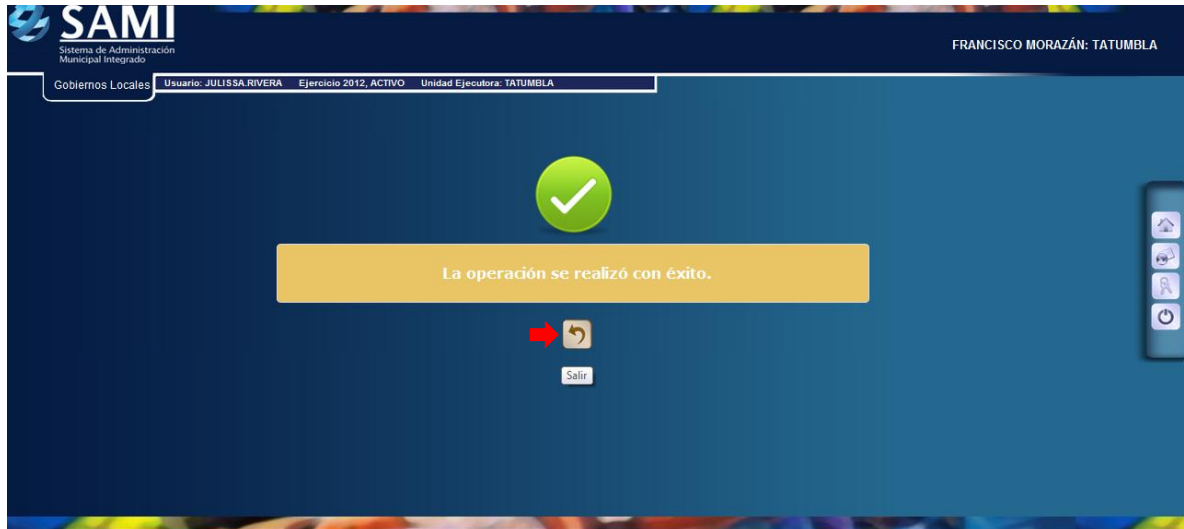 SAMI
Sistema de Administración
Municipal Integrado
FRANCISCO MORAZÁN: TATUMBLA
Gobiernos Locales
Usuario: JULISSA.RIVERA Ejercicio 2012, ACTIVO Unidad Ejecutora: TATUMBLA
La operación se realizó con éxito.
Salir